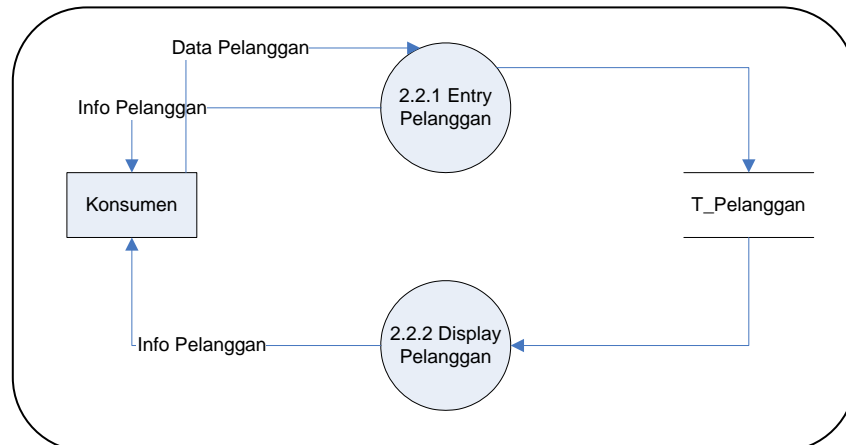 Data Pelanggan
2.2.1 Entry
Pelanggan
Info Pelanggan
Konsumen
T_Pelanggan
2.2.2 Display
Pelanggan
Info Pelanggan